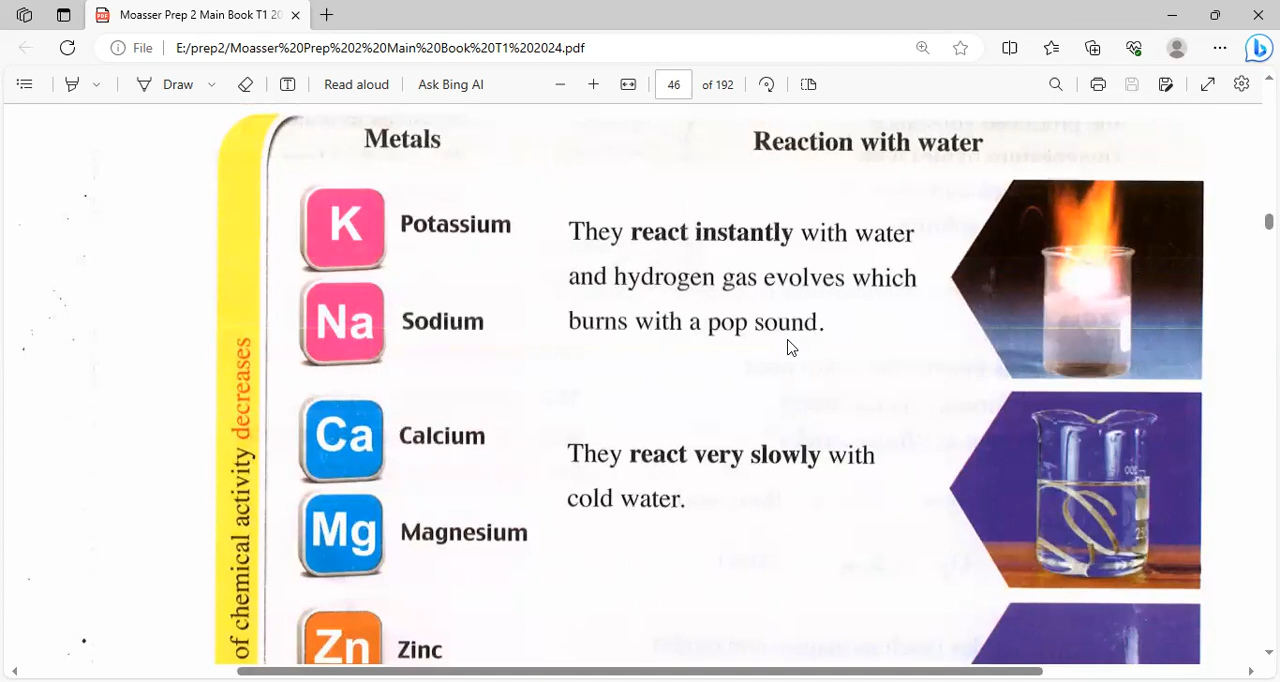 Moasser Prep 2 Main Book T1 20
File
E:/prep2/Moasser%20Prep%202%20Main%20Book%20T1%202024.pdf
Draw
Read aloud
Ask Bing AI
46
of 192
Metals
Reaction with water
K
Potassium
They react instantly with water
and hydrogen gas evolves which
burns with a pop sound.
Na
Sodium
Ca
Calcium
They react very slowly with
cold water.
Mg
Magnesium
Zn
Zinc
of chemical activity decreases